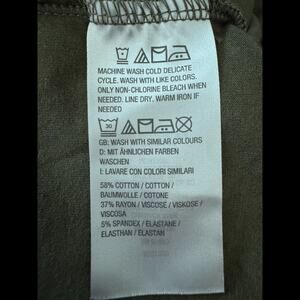 MACHINE WASH COLD DELICATE
CYCLE. WASH WITH LIKE COLORS.
ONLY NON-CHLORINE BLEACH WHEN
NEEDED. LINE DRY. WARM IRON IF
NEEDED
30
GB: WASH WITH SIMILAR COLOURS
D: MIT ÄHNLICHEN FARBEN
WASCHEN
I: LAVARE CON COLORI SIMILARI
58% COTTON / COTTON /
BAUMWOLLE / COTONE
37% RAYON / VISCOSE / VISKOSE /
VISCOSA
5% SPANDEX / ELASTANE /
ELASTHAN / ELASTAN